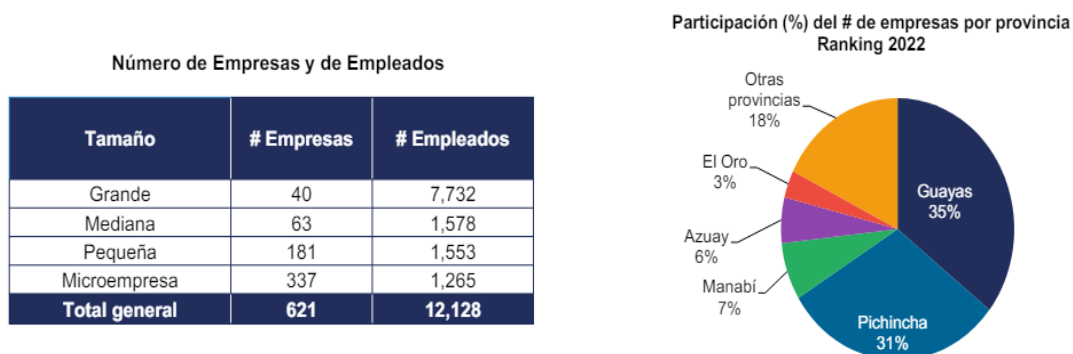 Número de Empresas y de Empleados
Tamaño # Empresas # Empleados
Grande 40 7,732
Mediana 63 1,578
Pequeña 181 1,553
Microempresa 337 1,265
Total general 621 12,128
Participación (%) del # de empresas por provincia
Ranking 2022
Otras
provincias
18%
El Oro
3%
Azuay
6%
Manabí
7%
Pichincha
31%
Guayas
35%